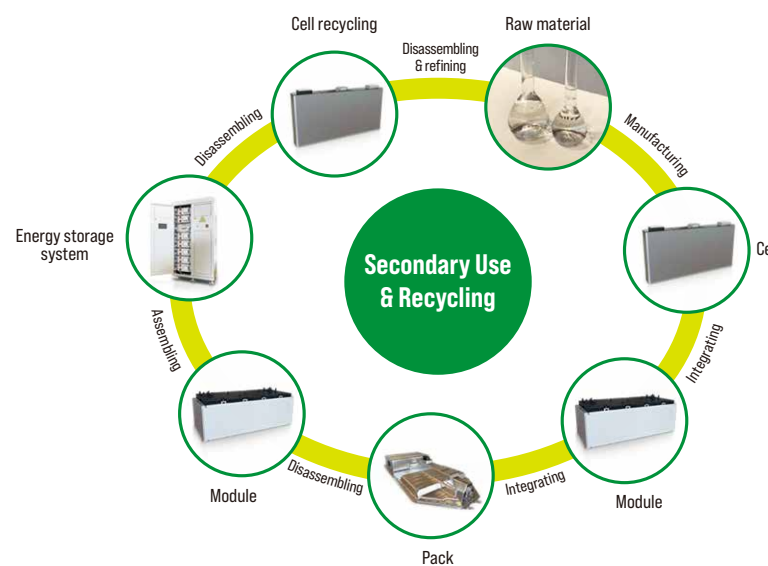 Cell recycling
Disassembling
& refining
Raw material
Manufacturing
Ce
Integrating
Module
Integrating
Pack
Disassembling
Module
Assembling
Energy storage
system
Disassembling
Secondary Use
& Recycling